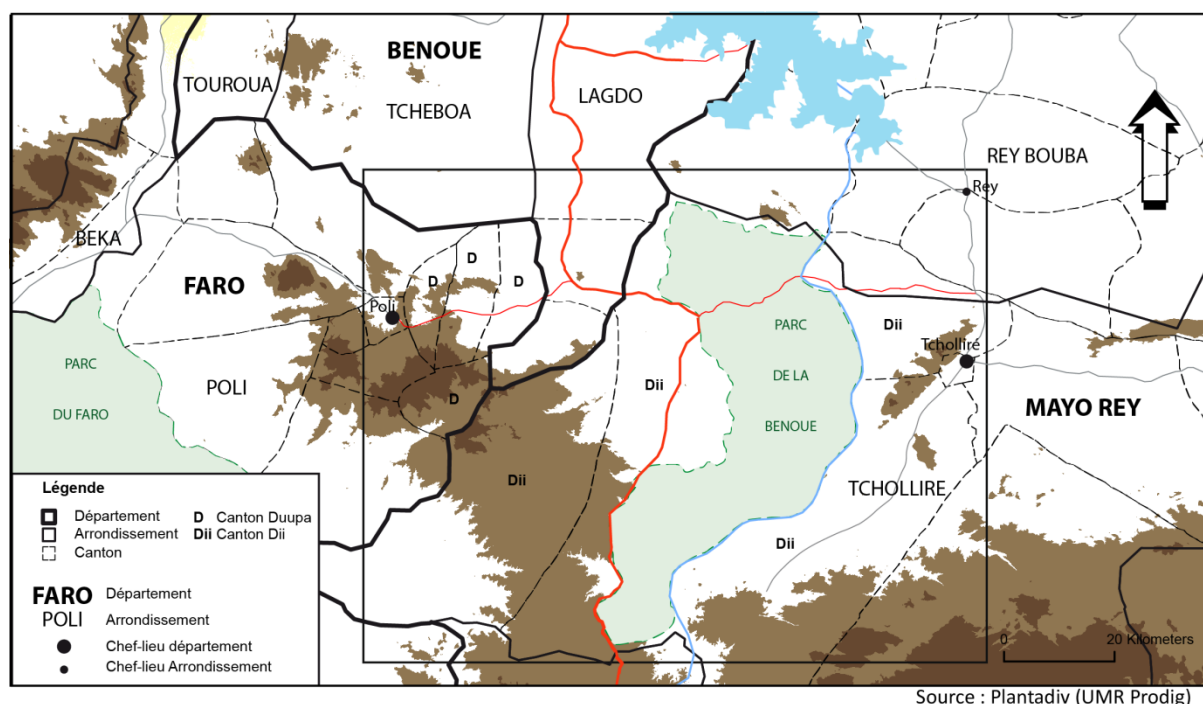 BENOUE
TOUROUA
TCHEBOA
LAGDO
REY BOUBA
Rey
BEKA
FARO
D
D
D
Poli
PARC
DU FARO
POLI
D
Dii
PARC
DE LA
BENOUE
Dii
Tcholliré
MAYO REY
Dii
TCHOLLIRE
Dii
Légende
Département
Arrondissement
Canton
D Canton Duupa
Dii Canton Dii
FARO Département
POLI Arrondissement
Chef-lieu département
Chef-lieu Arrondissement
0 20 Kilometers
Source : Plantadiv (UMR Prodig)